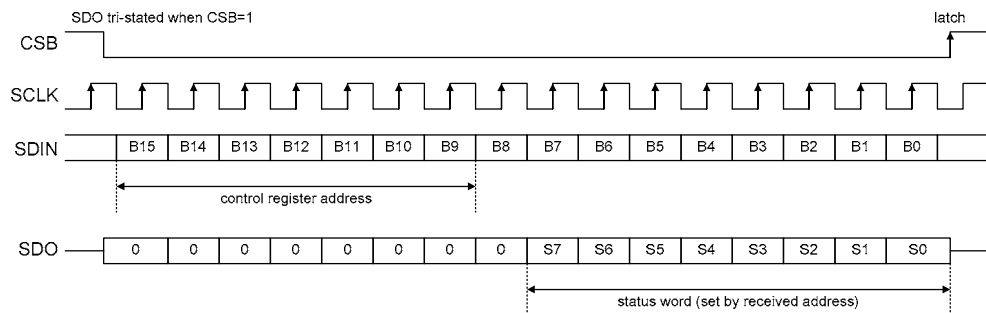 SDO tri-stated when CSB=1
latch
CSB
SCLK
SDIN B15 B14 B13 B12 B11 B10 B9 B8 B7 B6 B5 B4 B3 B2 B1 B0
control register address
SDO 0 0 0 0 0 0 0 0 S7 S6 S5 S4 S3 S2 S1 S0
status word (set by received address)